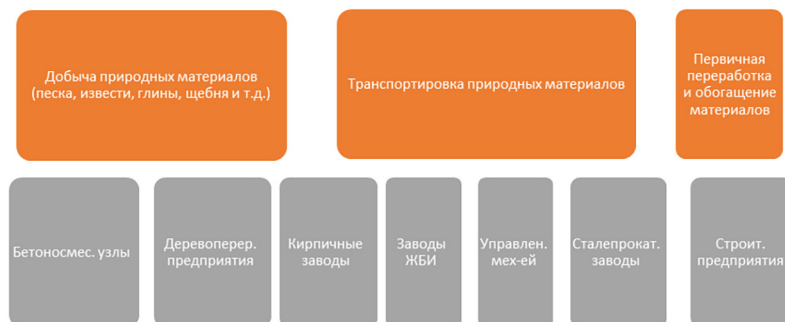 Добыча природных материалов
(песка, извести, глины, щебня и т.д.)
Транспортировка природных материалов
Первичная
переработка
и обогащение
материалов
Бетоносмес. узлы
Деревоперер.
предприятия
Кирпичные
заводы
Заводы
ЖБИ
Управлен.
мех-ей
Сталепрокат.
заводы
Строит.
предприятия